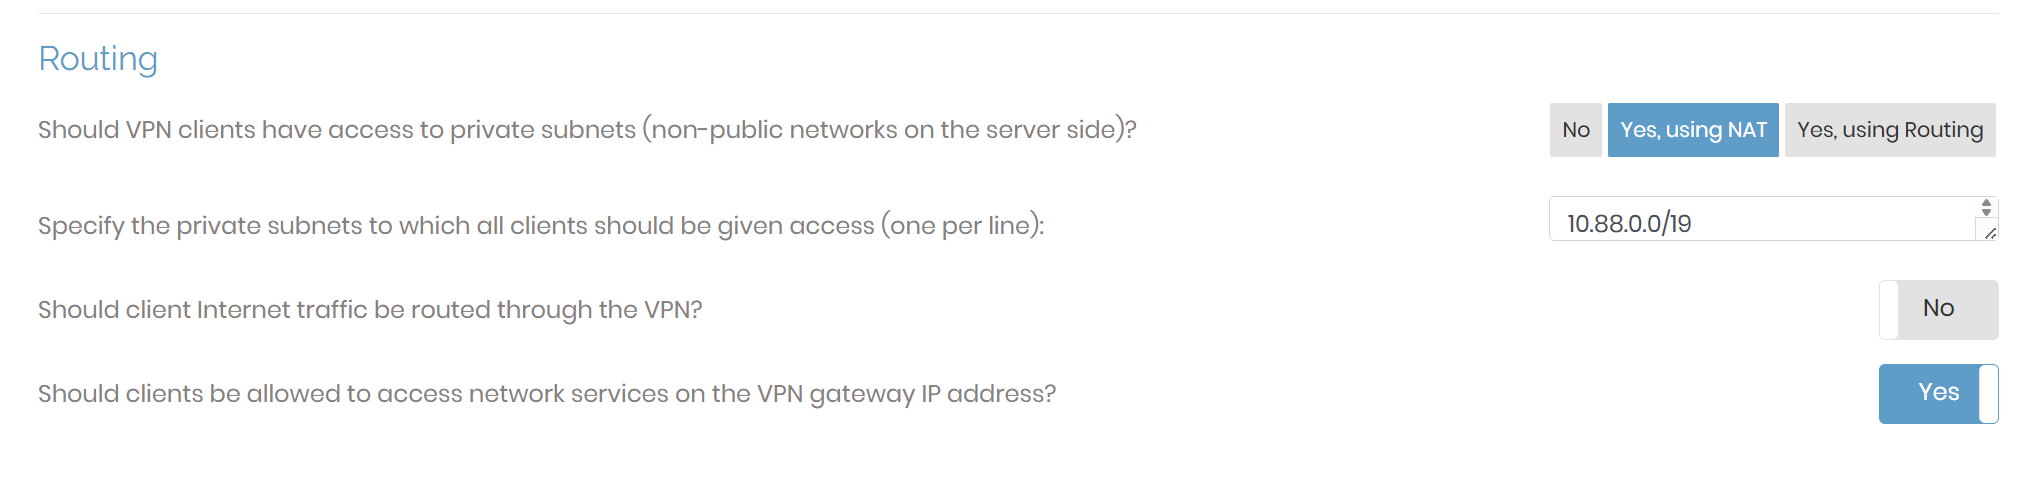 Routing
Should VPN clients have access to private subnets (non-public networks on the server side)? No Yes, using NAT Yes, using Routing
Specify the private subnets to which all clients should be given access (one per line): 10.88.0.0/19
Should client Internet traffic be routed through the VPN? No
Should clients be allowed to access network services on the VPN gateway IP address? Yes